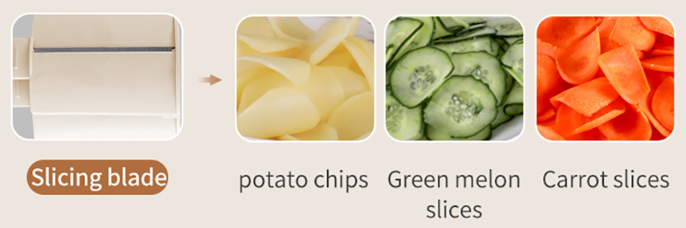 Slicing blade
potato chips
Green melon
slices
Carrot slices